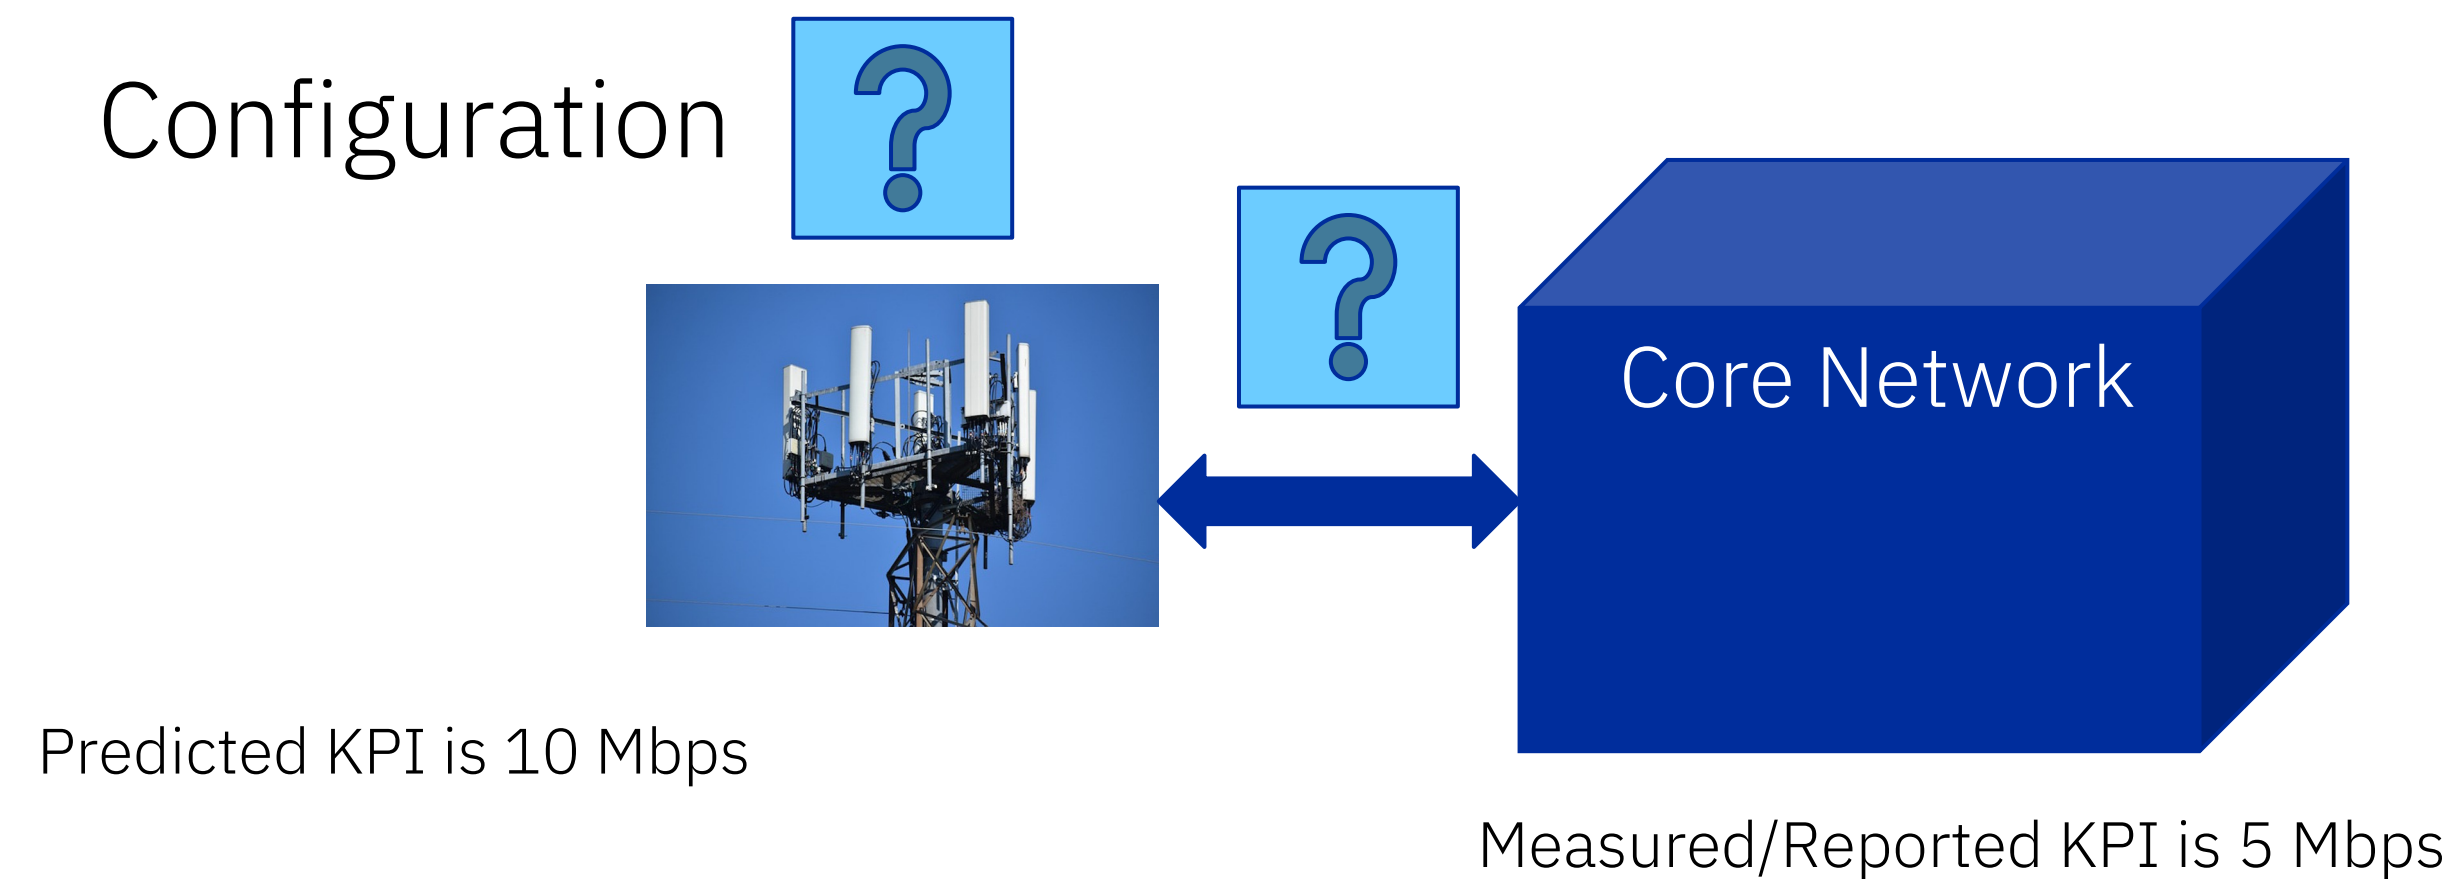 Configuration
?
?
Core Network
Predicted KPI is 10 Mbps
Measured/Reported KPI is 5 Mbps